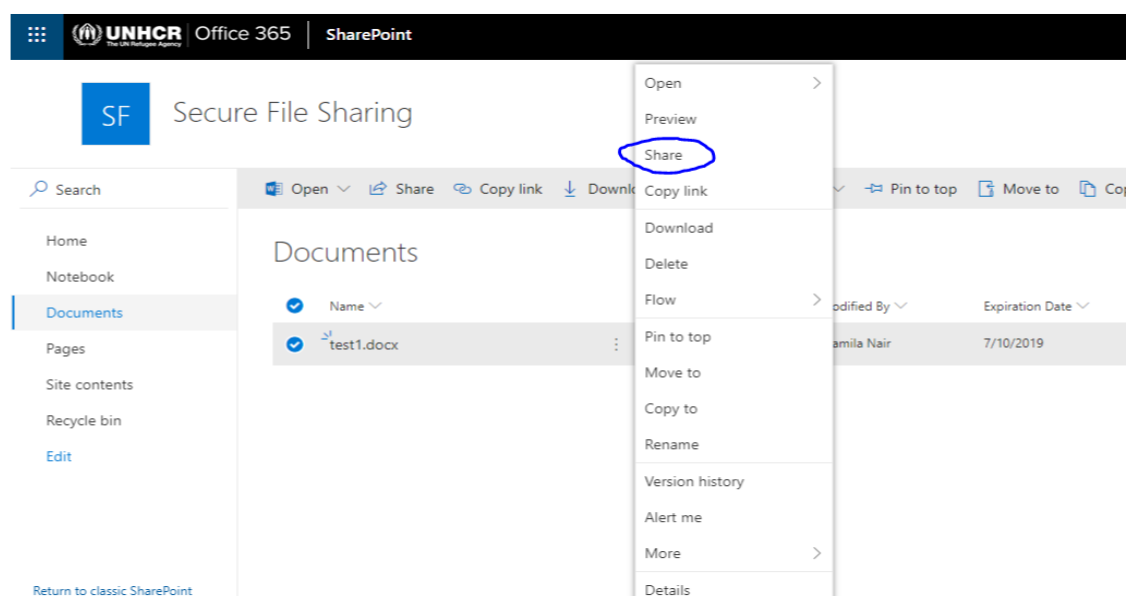 UNHCR Office 365 SharePoint
The UN Refugee Agency
SF Secure File Sharing
Search
Home
Notebook
Documents
Pages
Site contents
Recycle bin
Edit
Return to classic SharePoint
Open Share Copy link Pin to top Move to
Documents
Name Expiration Date
test1.docx Nair 7/10/2019
Open
Preview
Share
Copy link
Download
Delete
Flow
Pin to top
Move to
Copy to
Rename
Version history
Alert me
More
Details